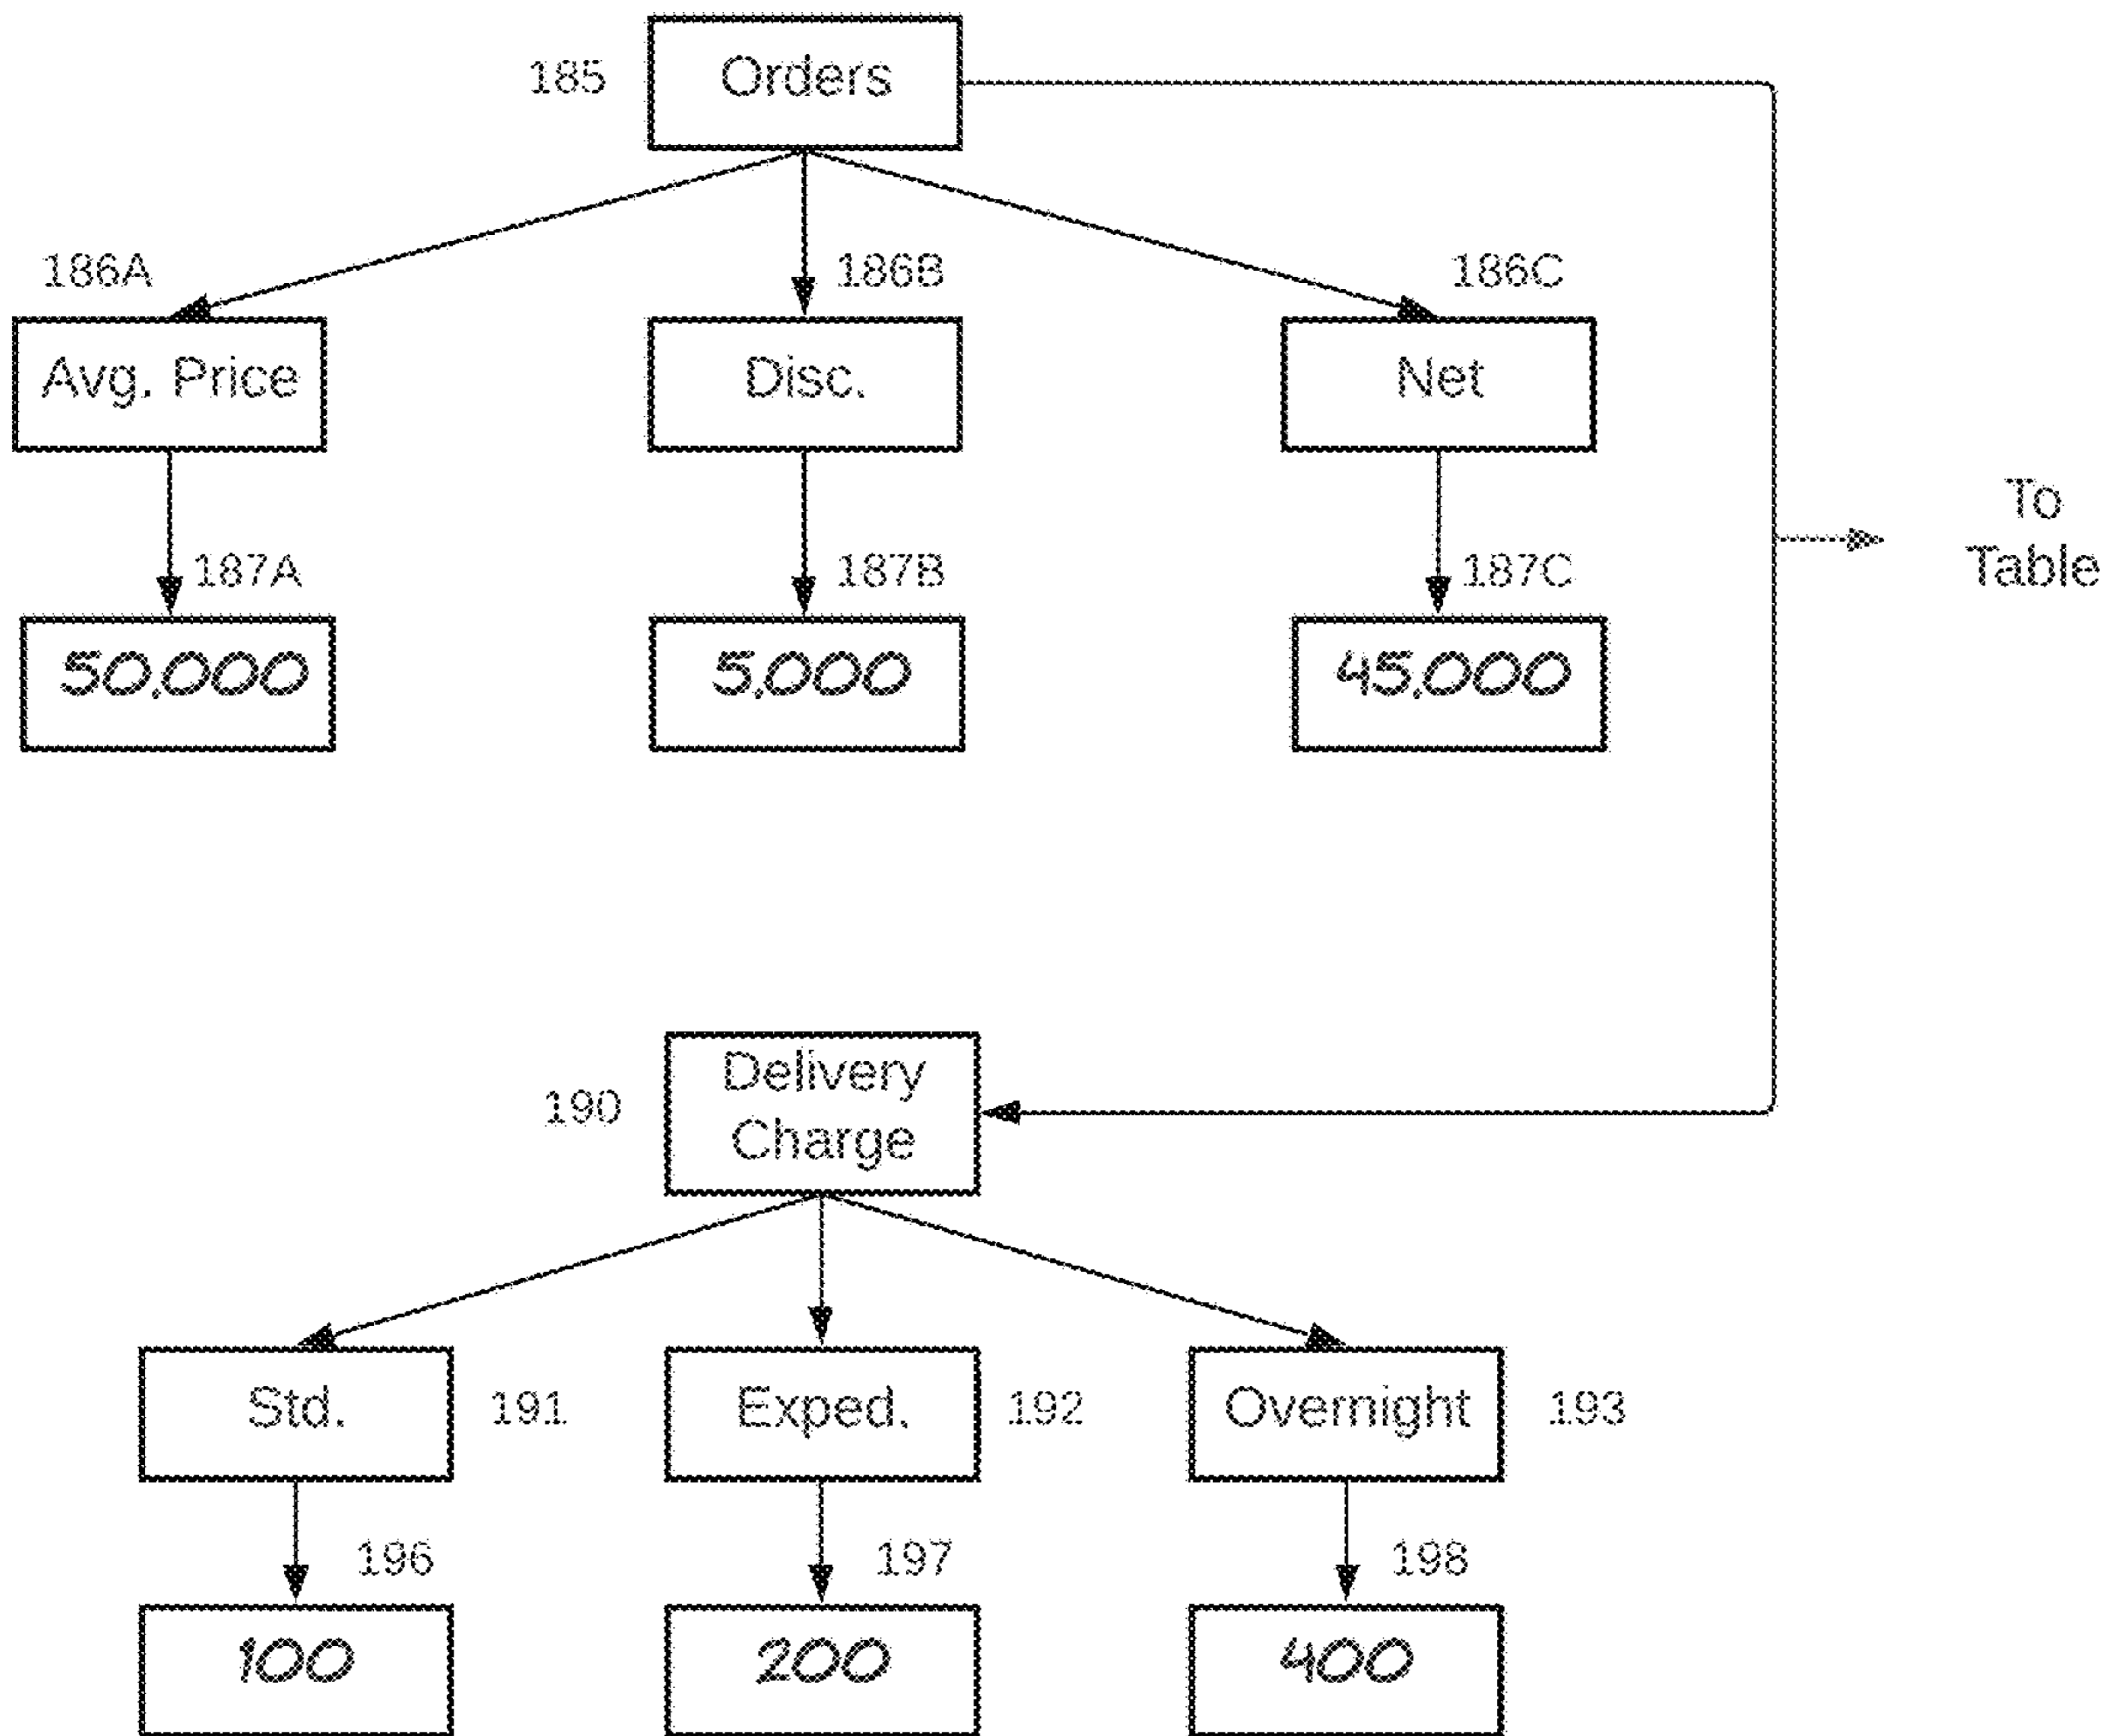 185
Orders
186A
186B
186C
Avg. Price
Disc.
Net
To
Table
187A
187B
187C
50,000
5,000
45,000
190
Delivery
Charge
Std.
191
Exped.
192
Overnight
193
196
197
198
100
200
400